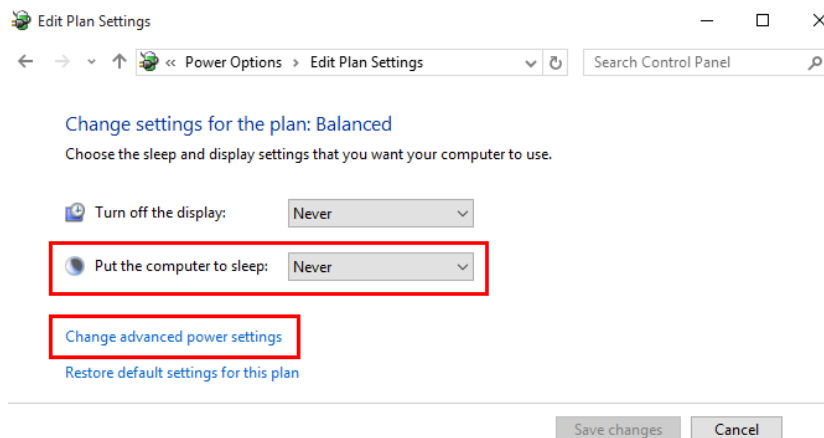 Edit Plan Settings
« Power Options › Edit Plan Settings
Search Control Panel
Change settings for the plan: Balanced
Choose the sleep and display settings that you want your computer to use.
Turn off the display: Never
Put the computer to sleep: Never
Change advanced power settings
Restore default settings for this plan
Save changes Cancel